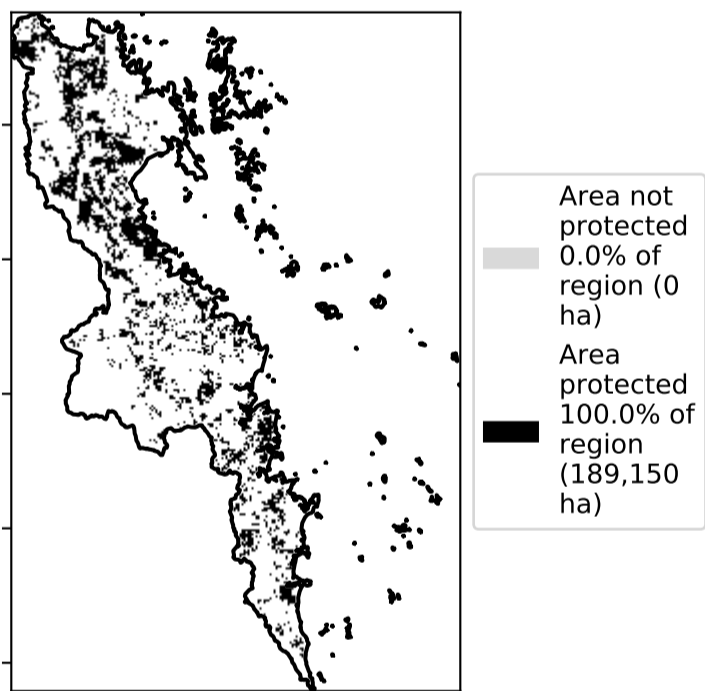 Area not
protected
0.0% of
region (0
ha)
Area
protected
100.0% of
region
(189,150
ha)